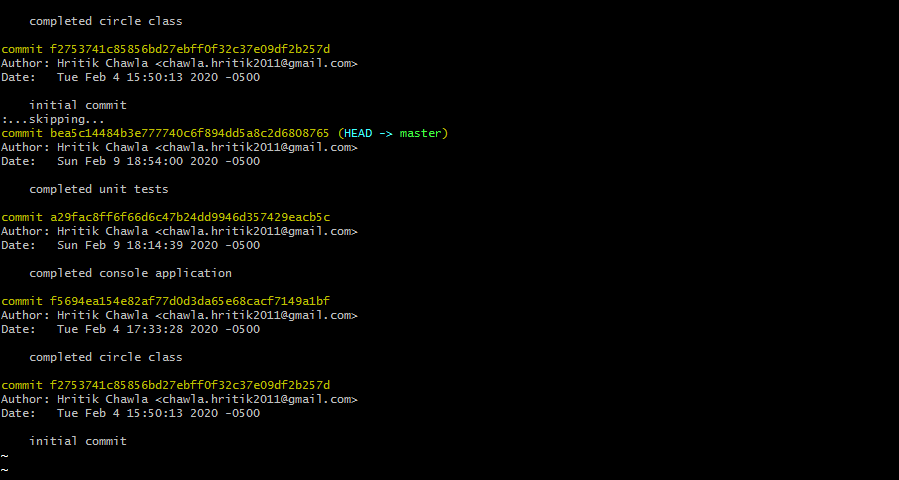 completed circle class
commit f2753741c85856bd27ebff0f32c37e09df2b257d
Author: Hritik Chawla <chawla.hritik2011@gmail.com>
Date:   Tue Feb 4 15:50:13 2020 -0500
initial commit
:...skipping...
commit bea5c14484b3e777740c6f894dd5a8c2d6808765 (HEAD -> master)
Author: Hritik Chawla <chawla.hritik2011@gmail.com>
Date:   Sun Feb 9 18:54:00 2020 -0500
completed unit tests
commit a29fac8ff6f66d6c47b24dd9946d357429eacb5c
Author: Hritik Chawla <chawla.hritik2011@gmail.com>
Date:   Sun Feb 9 18:14:39 2020 -0500
completed console application
commit f5694ea154e82af77d0d3da65e68cacf7149a1bf
Author: Hritik Chawla <chawla.hritik2011@gmail.com>
Date:   Tue Feb 4 17:33:28 2020 -0500
completed circle class
commit f2753741c85856bd27ebff0f32c37e09df2b257d
Author: Hritik Chawla <chawla.hritik2011@gmail.com>
Date:   Tue Feb 4 15:50:13 2020 -0500
initial commit
~
~